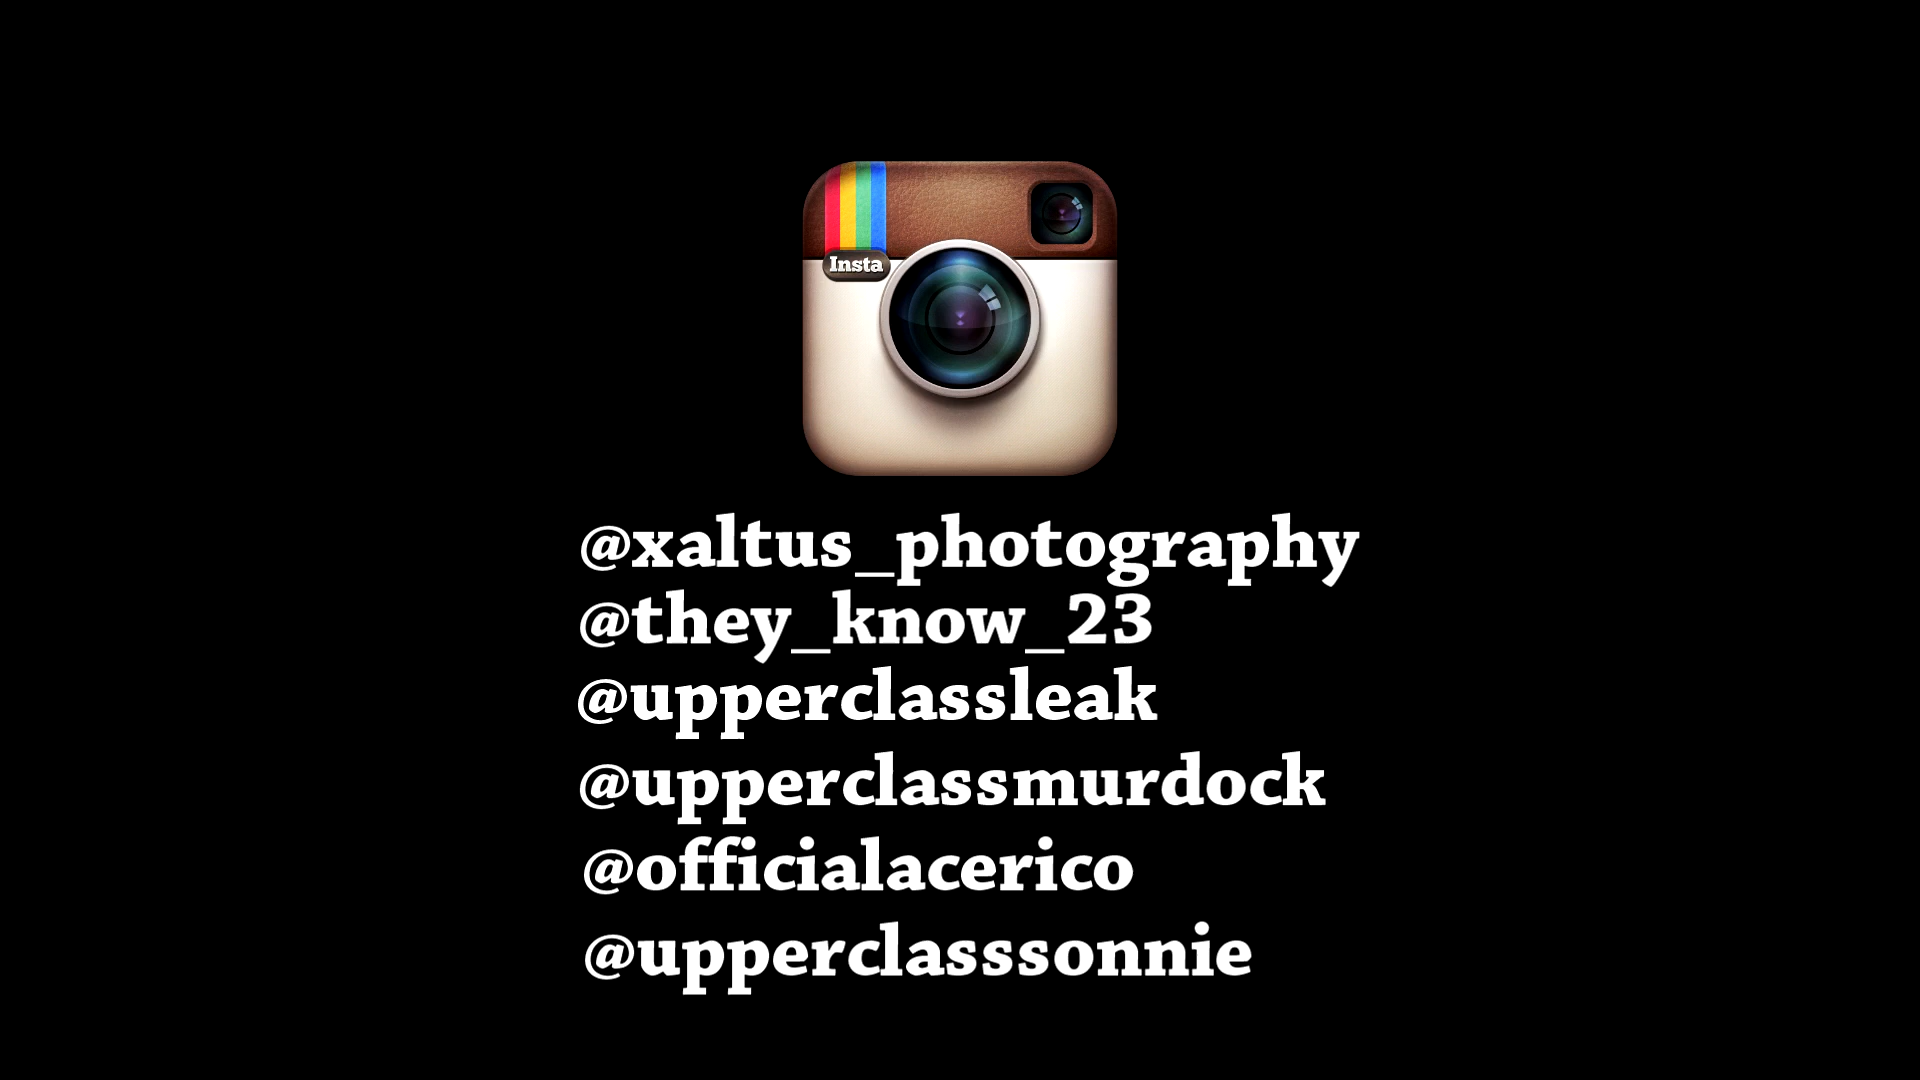 Insta
@xaltus_photography
@they_know_23
@upperclassleak
@upperclassmurdock
@officialacerico
@upperclasssonnie